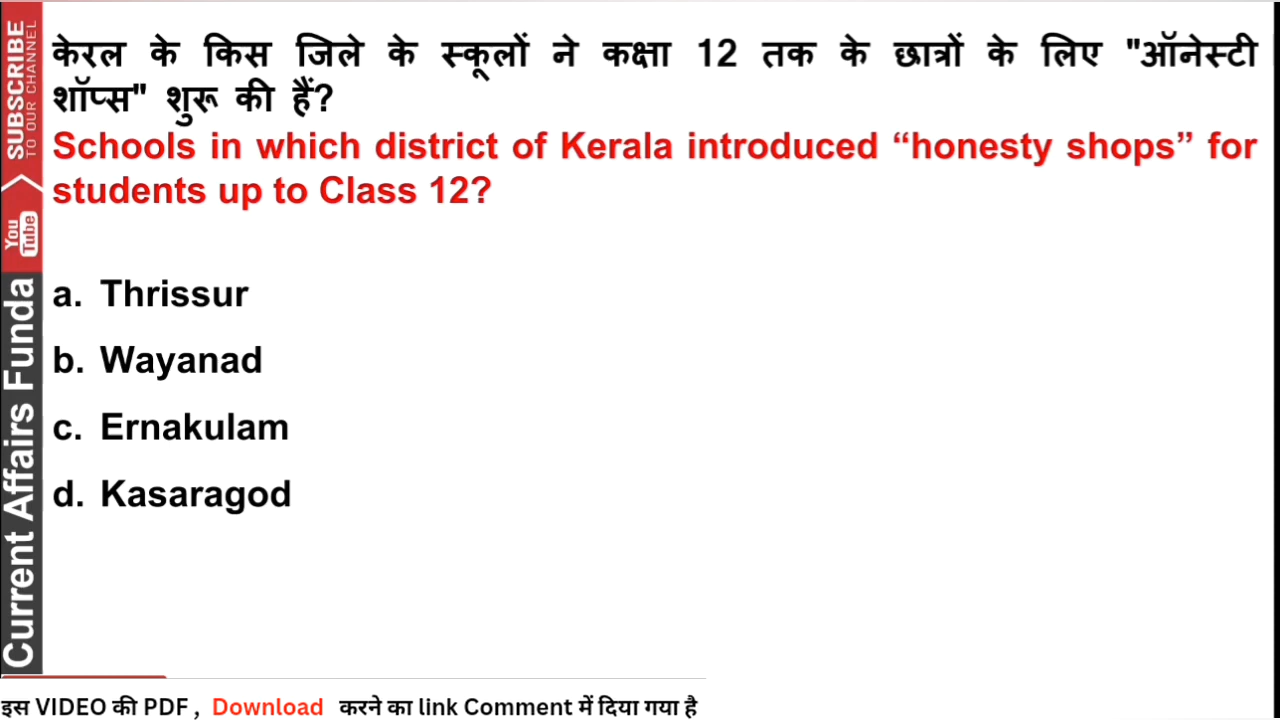 केरल के किस जिले के स्कूलों ने कक्षा 12 तक के छात्रों के लिए "ऑनेस्टी
शॉप्स" शुरू की हैं?
Schools in which district of Kerala introduced “honesty shops” for
students up to Class 12?
a. Thrissur
b. Wayanad
c. Ernakulam
d. Kasaragod
SUBSCRIBE
TO OUR CHANNEL
You
Tube
Current Affairs Funda
इस VIDEO की PDF , Download करने का link Comment में दिया गया है